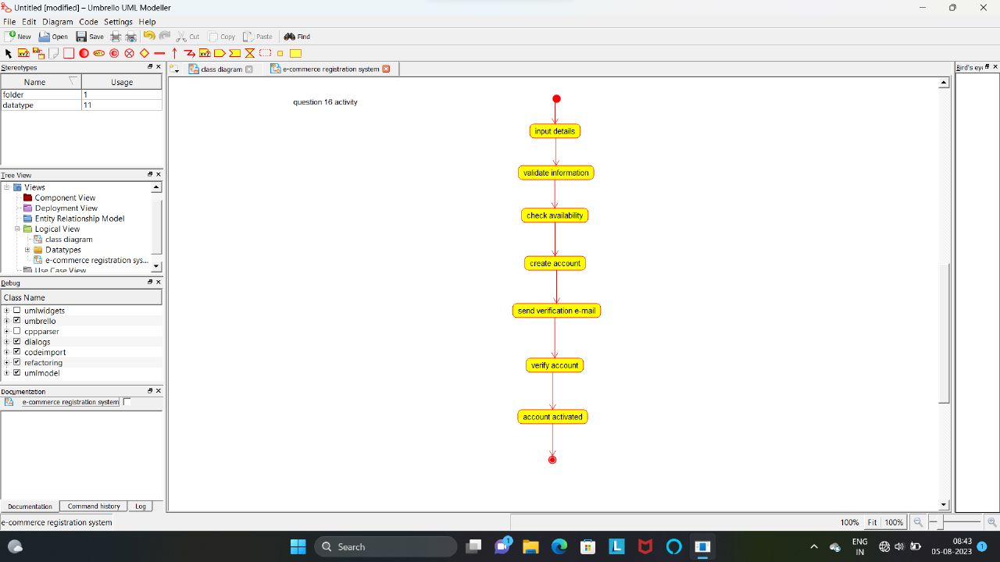 Untitled [modified] – Umbrello UML Modeller
File Edit Diagram Code Settings Help
New Open Save Cut Copy Paste Find
XYZ XYZ
Stereotypes
class diagram
e-commerce registration system
Bird's eye
Name Usage
folder 1
datatype 11
question 16 activity
input details
validate information
check availability
create account
send verification e-mail
verify account
account activated
Tree View
Views
Component View
Deployment View
Entity Relationship Model
Logical View
class diagram
Datatypes
e-commerce registration sys...
Use Case View
Debug
Class Name
umlwidgets
umbrello
cppparser
dialogs
codeimport
refactoring
umlmodel
Documentation
e-commerce registration system
Documentation Command history Log
e-commerce registration system
100% Fit 100%
Search
1
L
ENG
IN
08:43
05-08-2023
1